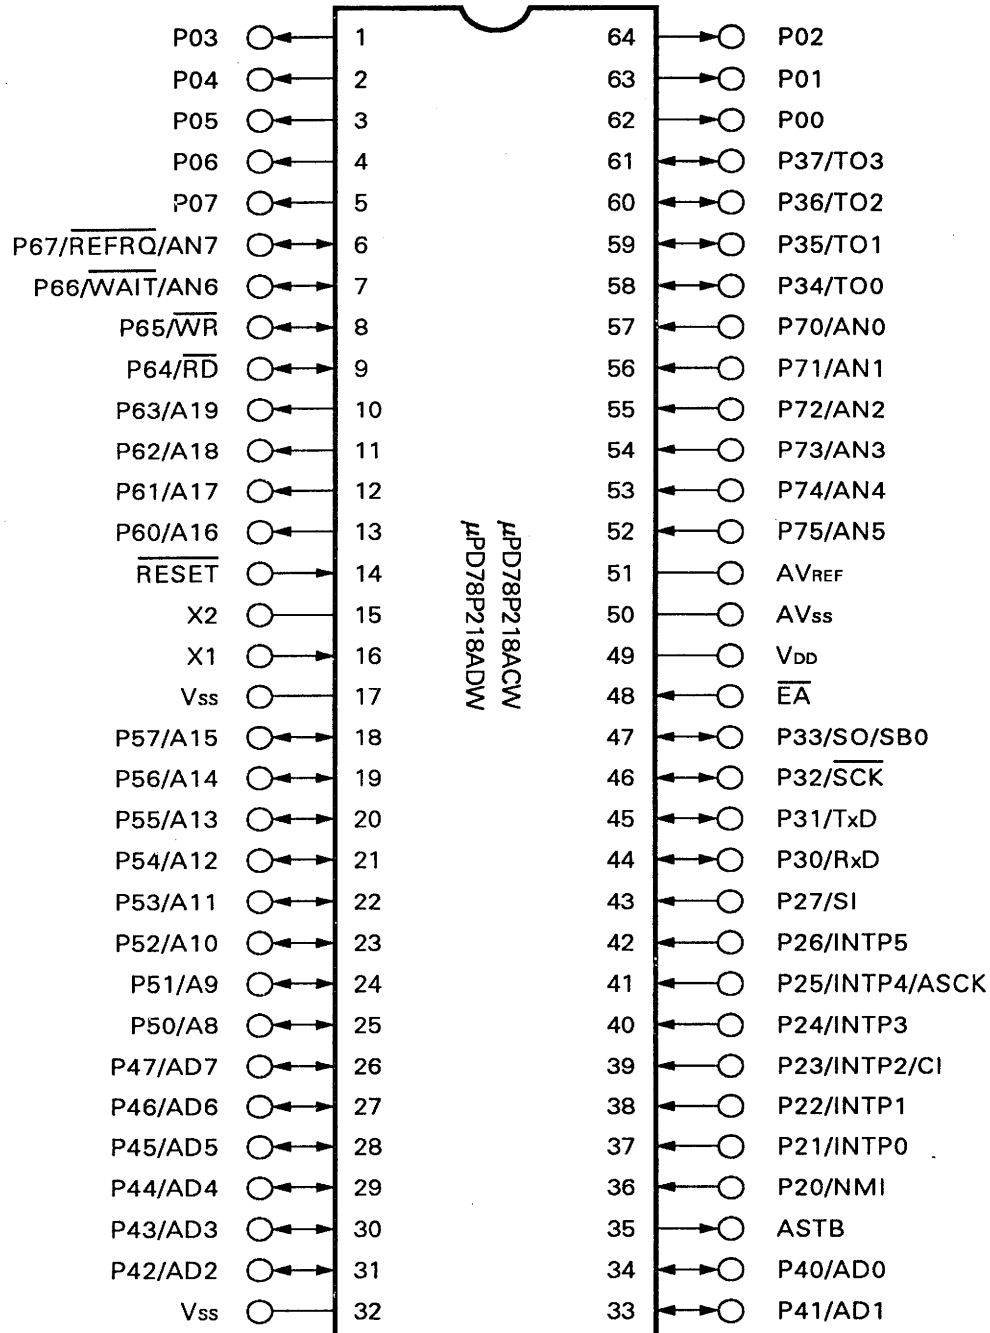 P03 1 64 P02
P04 2 63 P01
P05 3 62 P00
P06 4 61 P37/TO3
P07 5 60 P36/TO2
P67/R̅E̅F̅R̅Q̅/AN7 6 59 P35/TO1
P66/W̅A̅I̅T̅/AN6 7 58 P34/TO0
P65/W̅R̅ 8 57 P70/AN0
P64/R̅D̅ 9 56 P71/AN1
P63/A19 10 55 P72/AN2
P62/A18 11 54 P73/AN3
P61/A17 12 53 P74/AN4
P60/A16 13 52 P75/AN5
R̅E̅S̅E̅T̅ 14 51 AVREF
X2 15 50 AVss
X1 16 49 VDD
Vss 17 48 E̅A̅
P57/A15 18 47 P33/SO/SB0
P56/A14 19 46 P32/S̅C̅K̅
P55/A13 20 45 P31/TxD
P54/A12 21 44 P30/RxD
P53/A11 22 43 P27/SI
P52/A10 23 42 P26/INTP5
P51/A9 24 41 P25/INTP4/ASCK
P50/A8 25 40 P24/INTP3
P47/AD7 26 39 P23/INTP2/CI
P46/AD6 27 38 P22/INTP1
P45/AD5 28 37 P21/INTP0
P44/AD4 29 36 P20/NMI
P43/AD3 30 35 ASTB
P42/AD2 31 34 P40/AD0
Vss 32 33 P41/AD1
μPD78P218ACW
μPD78P218ADW